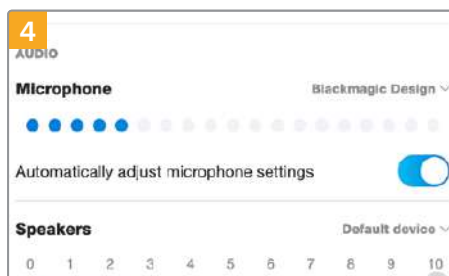 4
AUDIO
Microphone Blackmagic Design
Automatically adjust microphone settings
Speakers Default device
0 1 2 3 4 5 6 7 8 9 10